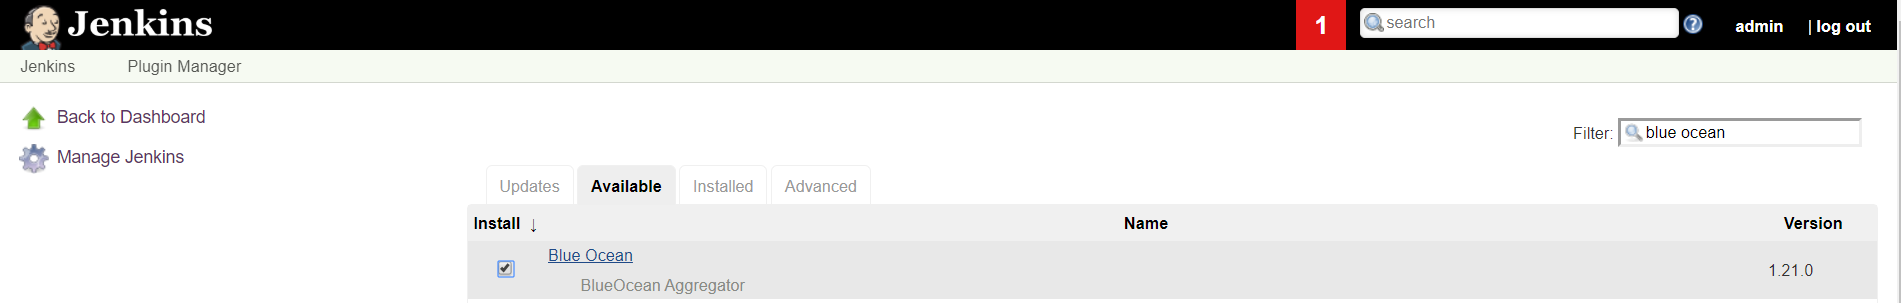 Jenkins
1
search
?
admin
| log out
Jenkins
Plugin Manager
Back to Dashboard
Manage Jenkins
Filter: blue ocean
Updates
Available
Installed
Advanced
Install ↓
Name
Version
Blue Ocean
BlueOcean Aggregator
1.21.0